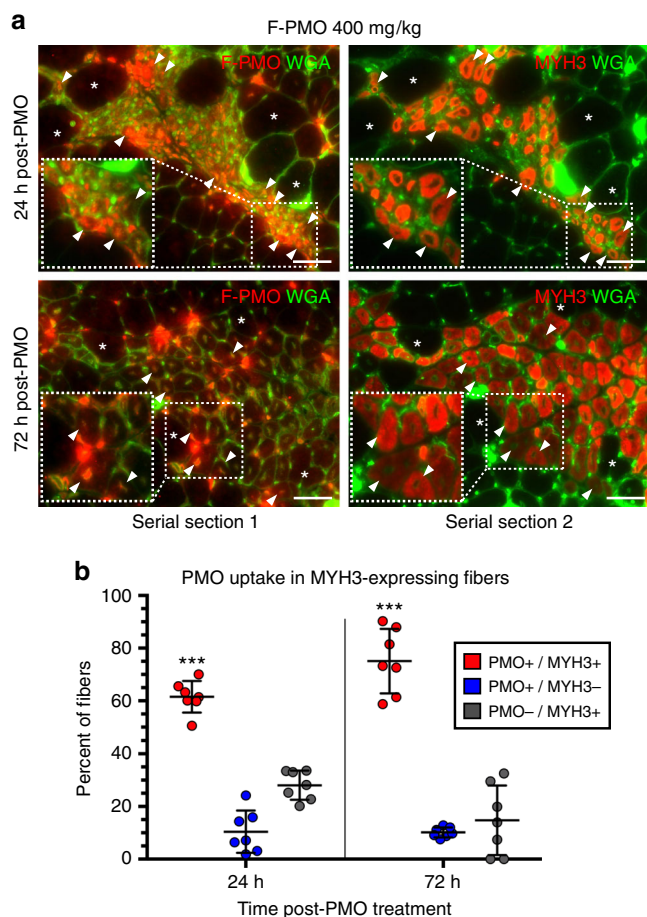 a
F-PMO 400 mg/kg
24 h post-PMO
F-PMO WGA
MYH3 WGA
* * * *
* * * *
72 h post-PMO
F-PMO WGA
MYH3 WGA
* * * *
* * * *
Serial section 1
Serial section 2
b
PMO uptake in MYH3-expressing fibers
Percent of fibers
100
80
60
40
20
0
***
***
PMO+ / MYH3+
PMO+ / MYH3–
PMO– / MYH3+
24 h
72 h
Time post-PMO treatment